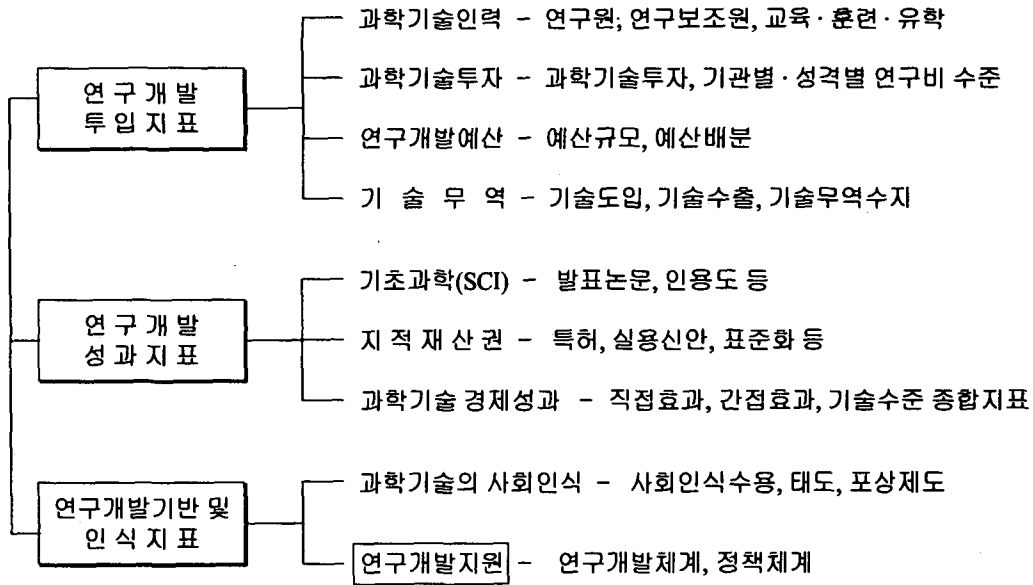 연구개발
투입지표
과학기술인력 - 연구원, 연구보조원, 교육·훈련·유학
과학기술투자 - 과학기술투자, 기관별·성격별 연구비 수준
연구개발예산 - 예산규모, 예산배분
기 술 무 역 - 기술도입, 기술수출, 기술무역수지
연구개발
성과지표
기초과학(SCI) - 발표논문, 인용도 등
지 적 재 산 권 - 특허, 실용신안, 표준화 등
과학기술 경제성과 - 직접효과, 간접효과, 기술수준 종합지표
연구개발기반 및
인식지표
과학기술의 사회인식 - 사회인식수용, 태도, 포상제도
연구개발지원 - 연구개발체계, 정책체계